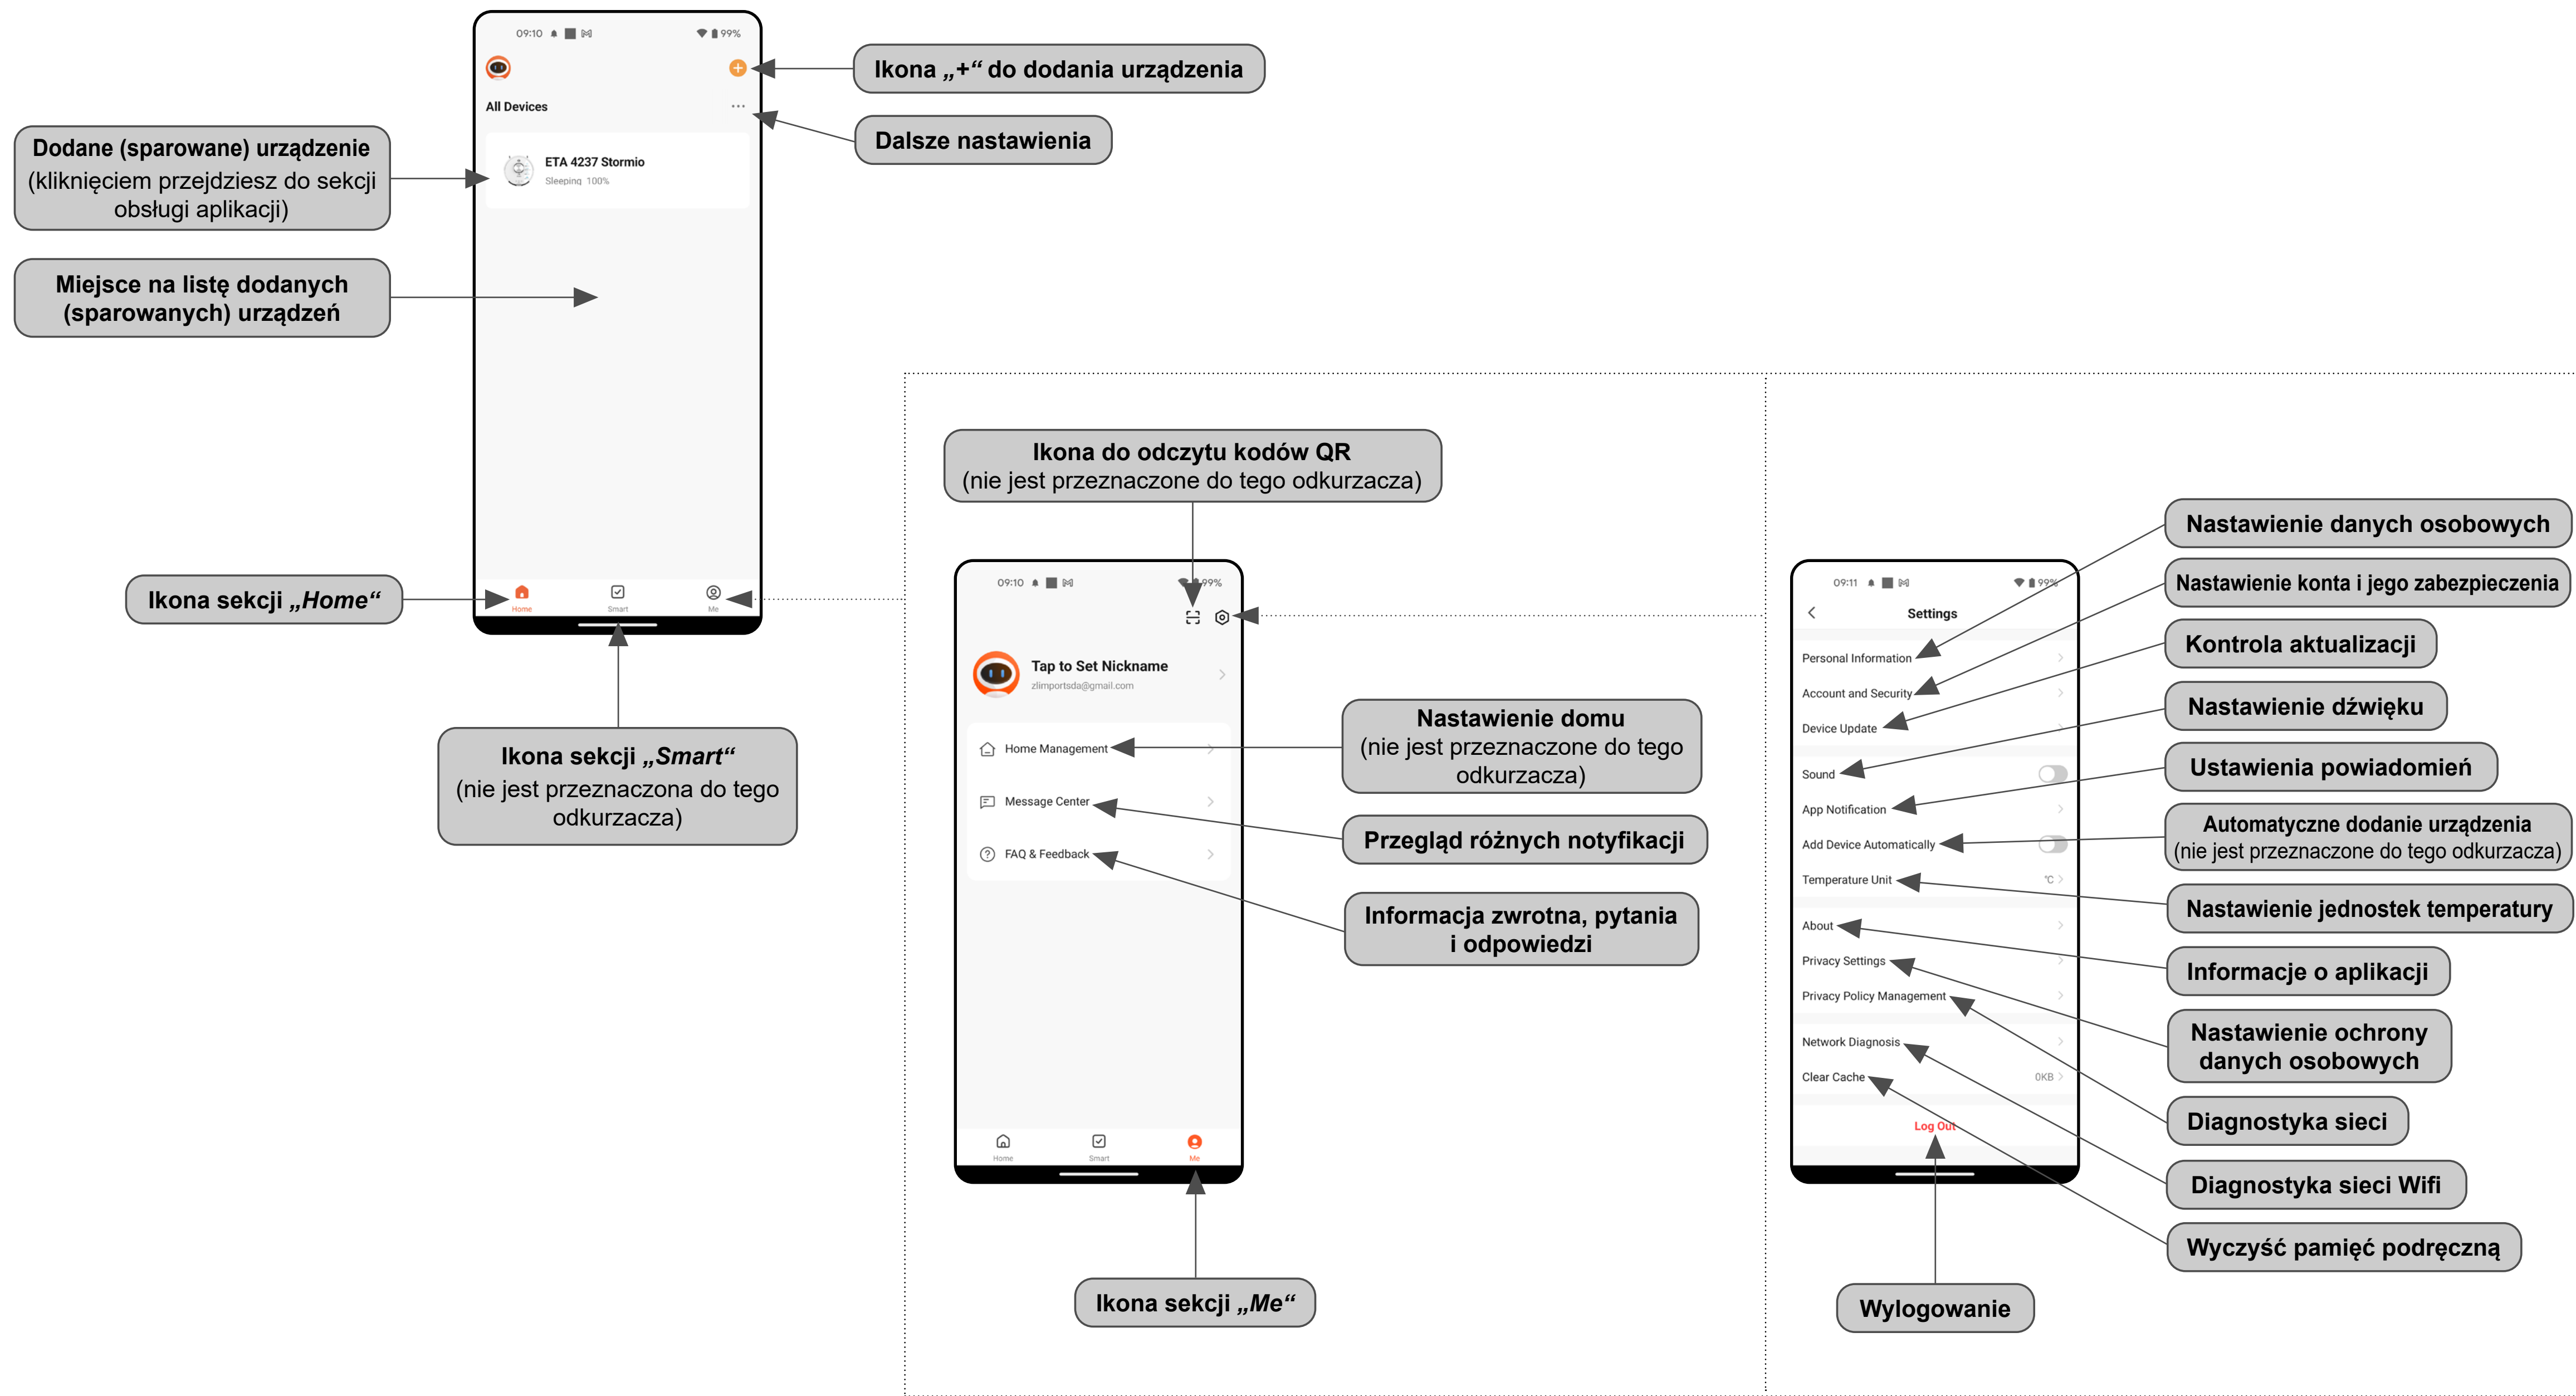 09:10
99%
Ikona „+“ do dodania urządzenia
All Devices
Dalsze nastawienia
Dodane (sparowane) urządzenie
(kliknięciem przejdziesz do sekcji
obsługi aplikacji)
ETA 4237 Stormio
Sleeping 100%
Miejsce na listę dodanych
(sparowanych) urządzeń
Ikona sekcji „Home“
Home
Smart
Me
Ikona sekcji „Smart“
(nie jest przeznaczona do tego
odkurzacza)
Ikona do odczytu kodów QR
(nie jest przeznaczone do tego odkurzacza)
09:10
99%
Tap to Set Nickname
zlimportsda@gmail.com
Home Management
Message Center
FAQ & Feedback
Nastawienie domu
(nie jest przeznaczone do tego
odkurzacza)
Przegląd różnych notyfikacji
Informacja zwrotna, pytania
i odpowiedzi
Home
Smart
Me
Ikona sekcji „Me“
09:11
99%
Settings
Personal Information
Account and Security
Device Update
Sound
App Notification
Add Device Automatically
Temperature Unit
°C
About
Privacy Settings
Privacy Policy Management
Network Diagnosis
Clear Cache
0KB
Log Out
Nastawienie danych osobowych
Nastawienie konta i jego zabezpieczenia
Kontrola aktualizacji
Nastawienie dźwięku
Ustawienia powiadomień
Automatyczne dodanie urządzenia
(nie jest przeznaczone do tego odkurzacza)
Nastawienie jednostek temperatury
Informacje o aplikacji
Nastawienie ochrony
danych osobowych
Diagnostyka sieci
Diagnostyka sieci Wifi
Wyczyść pamięć podręczną
Wylogowanie